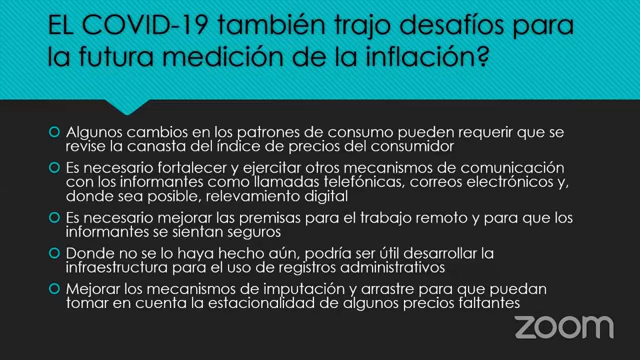 EL COVID-19 también trajo desafíos para
la futura medición de la inflación?
Algunos cambios en los patrones de consumo pueden requerir que se
revise la canasta del índice de precios del consumidor
Es necesario fortalecer y ejercitar otros mecanismos de comunicación
con los informantes como llamadas telefónicas, correos electrónicos y,
donde sea posible, relevamiento digital
Es necesario mejorar las premisas para el trabajo remoto y para que los
informantes se sientan seguros
Donde no se lo haya hecho aún, podría ser útil desarrollar la
infraestructura para el uso de registros administrativos
Mejorar los mecanismos de imputación y arrastre para que puedan
tomar en cuenta la estacionalidad de algunos precios faltantes
zoom